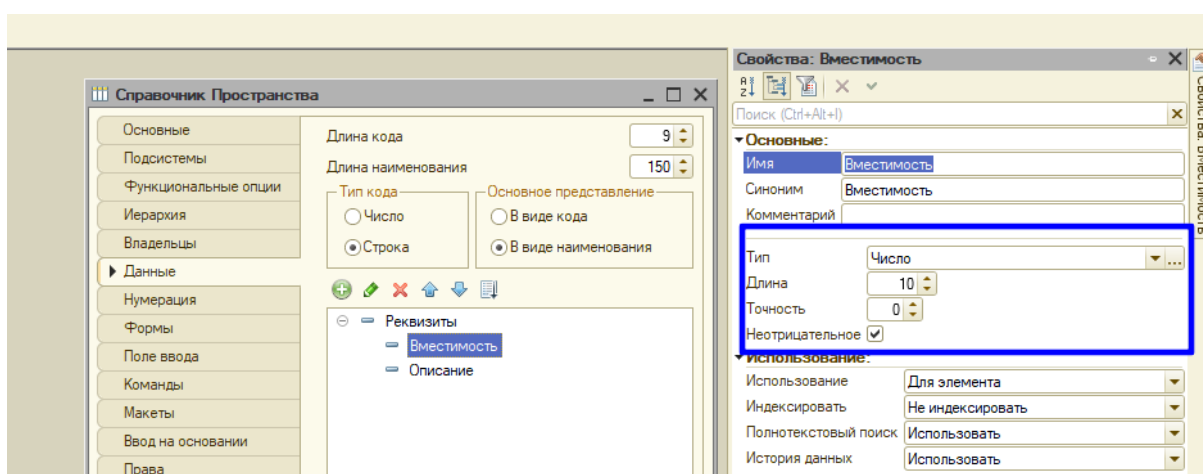 Справочник Пространства
Основные
Подсистемы
Функциональные опции
Иерархия
Владельцы
Данные
Нумерация
Формы
Поле ввода
Команды
Макеты
Ввод на основании
Права
Длина кода 9
Длина наименования 150
Тип кода
Число
Строка
Основное представление
В виде кода
В виде наименования
Реквизиты
Вместимость
Описание
Свойства: Вместимость
Поиск (Ctrl+Alt+I)
Основные:
Имя Вместимость
Синоним Вместимость
Комментарий
Тип Число
Длина 10
Точность 0
Неотрицательное
Использование:
Использование Для элемента
Индексировать Не индексировать
Полнотекстовый поиск Использовать
История данных Использовать
Свойства: Вместимость